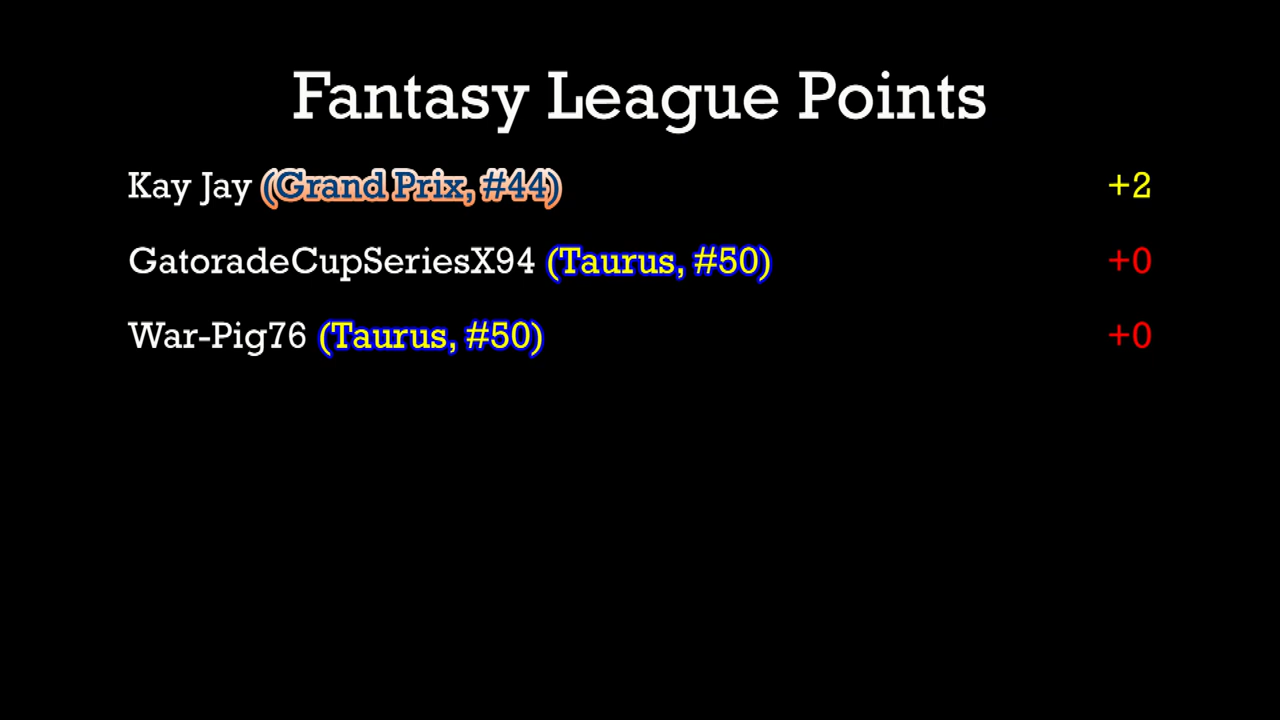 Fantasy League Points
Kay Jay (Grand Prix, #44) +2
GatoradeCupSeriesX94 (Taurus, #50) +0
War-Pig76 (Taurus, #50) +0